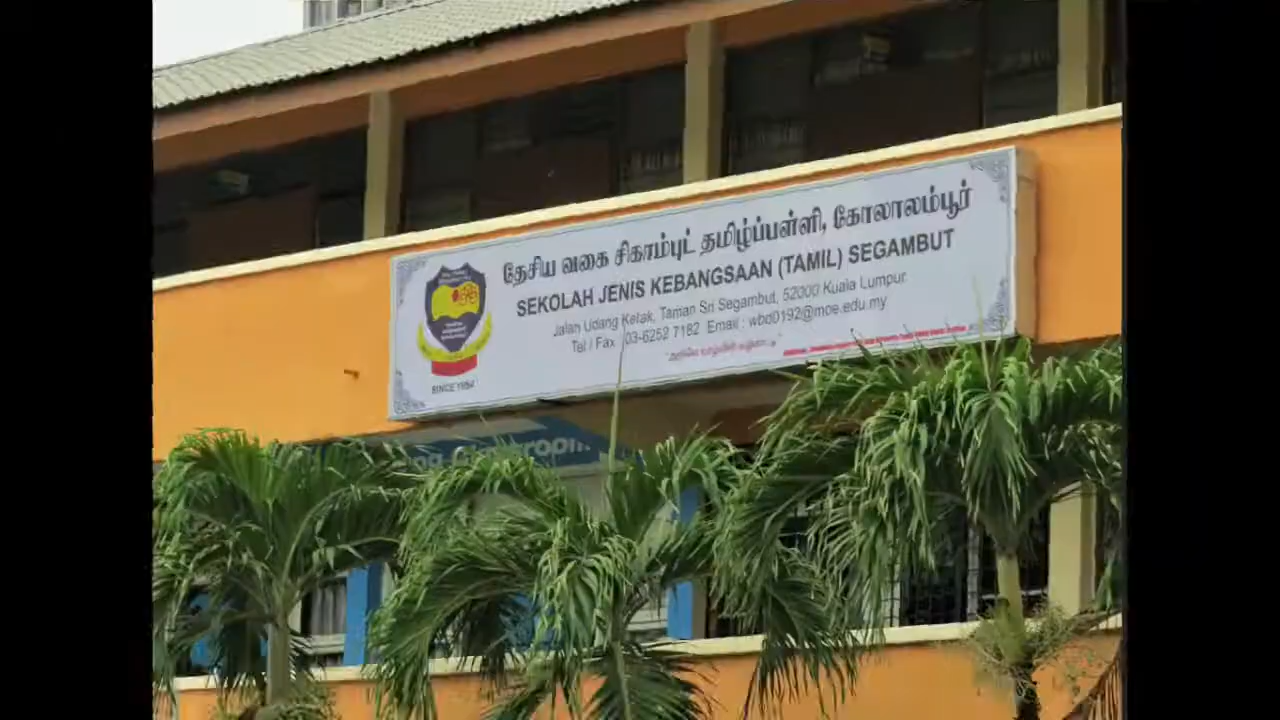 தேசிய வகை சிகாம்புட் தமிழ்ப்பள்ளி, கோலாலம்பூர்
SEKOLAH JENIS KEBANGSAAN (TAMIL) SEGAMBUT
Jalan Udang Ketak, Taman Sri Segambut, 52000 Kuala Lumpur
Tel / Fax : 03-6252 7182 Email : wbd0192@moe.edu.my
SINCE 1954